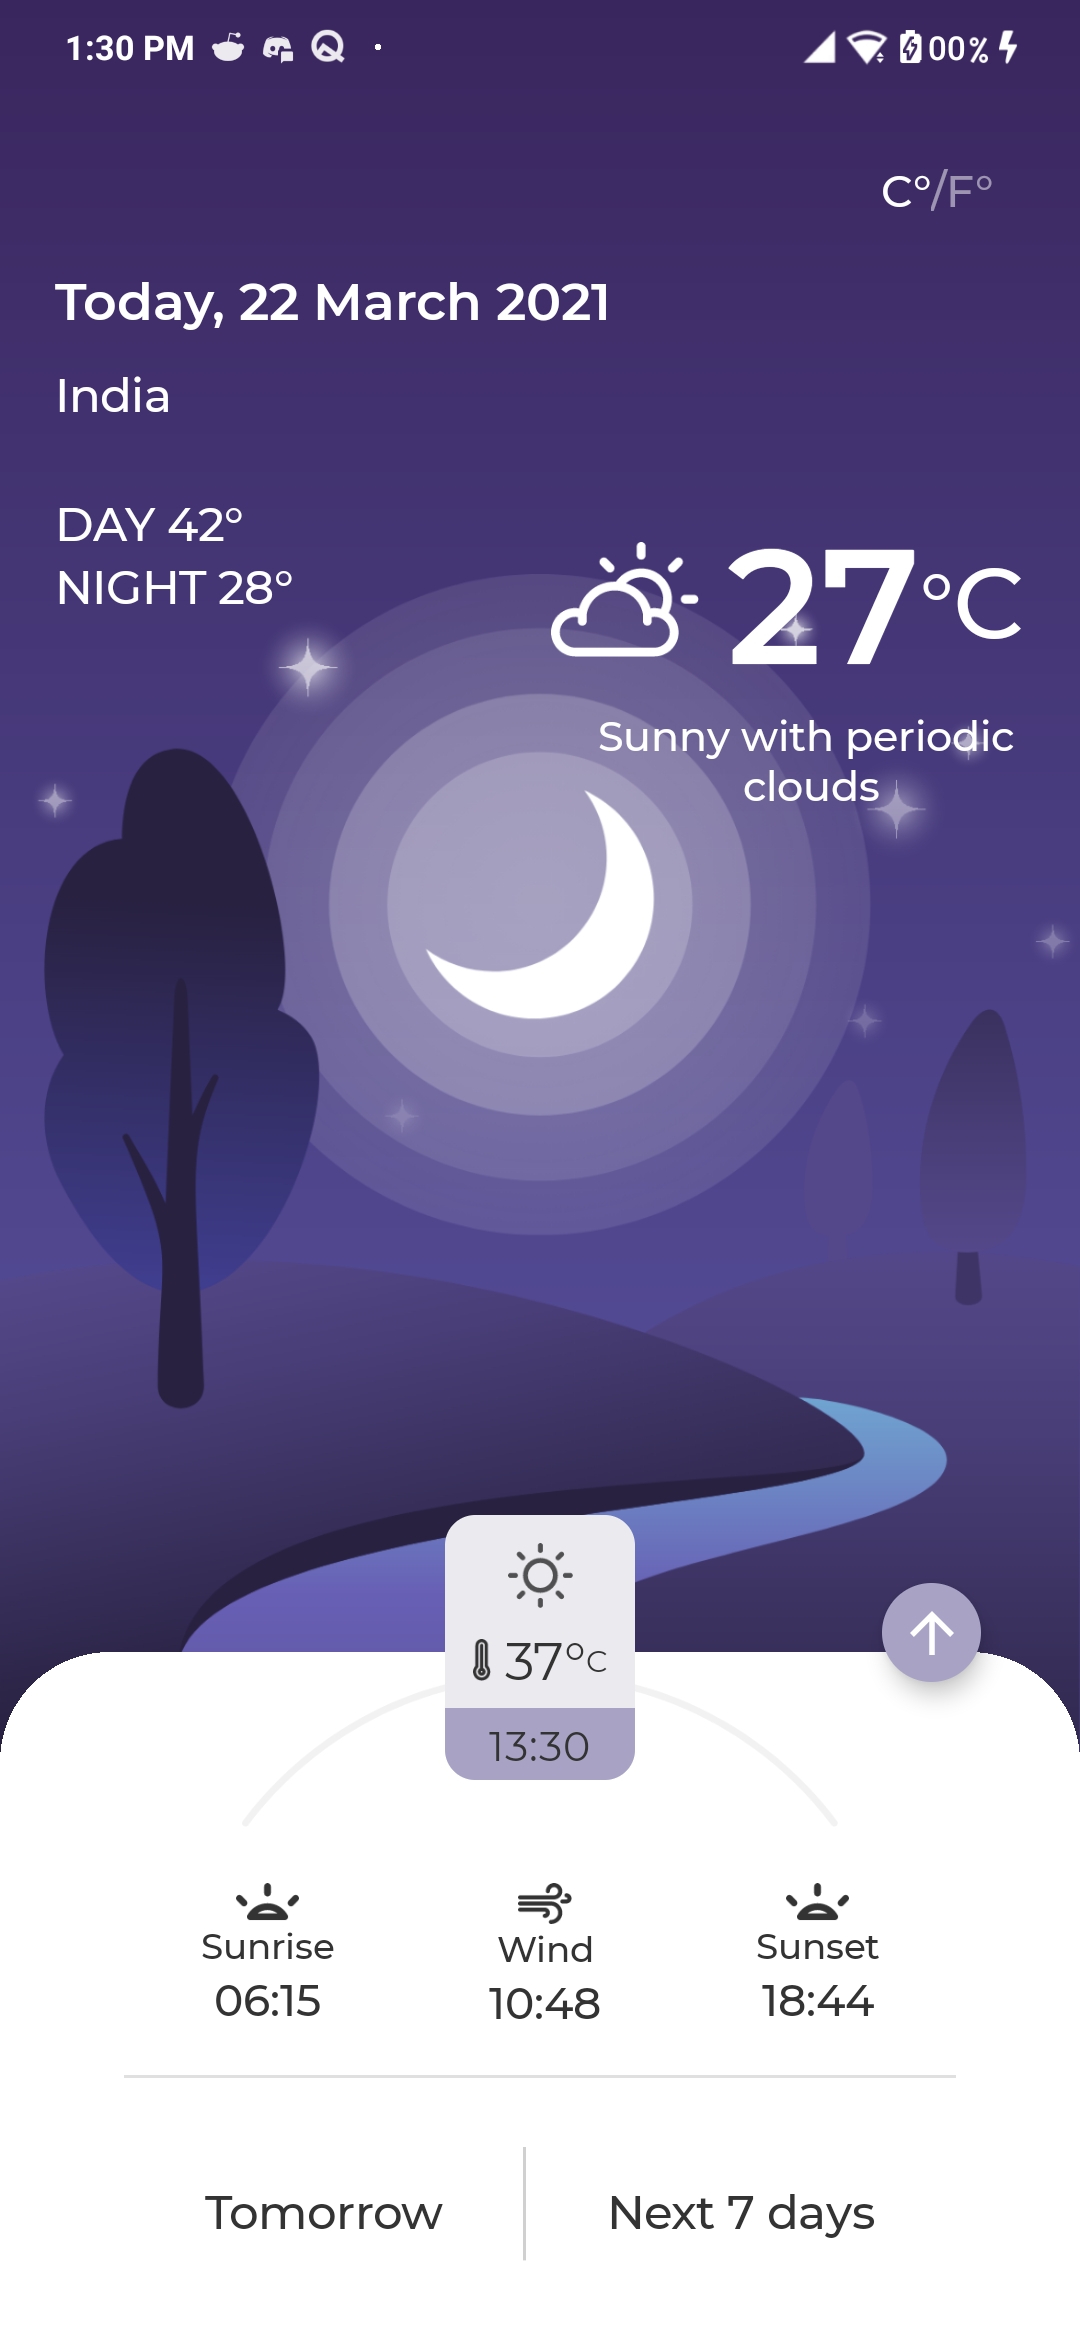 1:30 PM
00%
C°/F°
Today, 22 March 2021
India
DAY 42°
NIGHT 28°
27°C
Sunny with periodic
clouds
37°C
13:30
Sunrise
06:15
Wind
10:48
Sunset
18:44
Tomorrow
Next 7 days